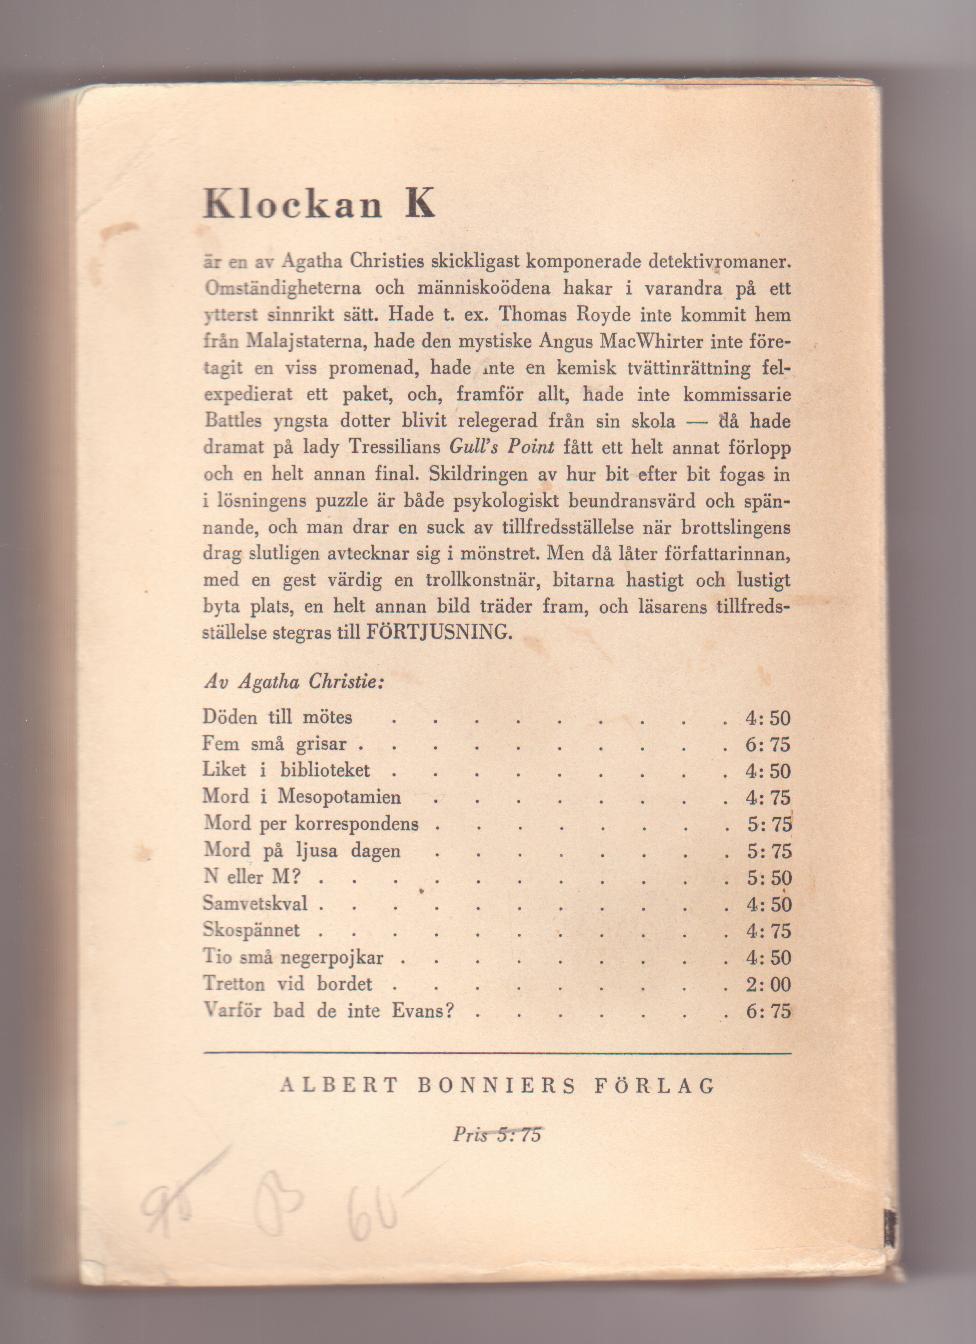 Klockan K
är en av Agatha Christies skickligast komponerade detektivromaner.
Omständigheterna och människoödena hakar i varandra på ett
ytterst sinnrikt sätt. Hade t. ex. Thomas Royde inte kommit hem
från Malajstaterna, hade den mystiske Angus MacWhirter inte före-
tagit en viss promenad, hade inte en kemisk tvättinrättning fel-
expedierat ett paket, och, framför allt, hade inte kommissarie
Battles yngsta dotter blivit relegerad från sin skola — då hade
dramat på lady Tressilians Gull's Point fått ett helt annat förlopp
och en helt annan final. Skildringen av hur bit efter bit fogas in
i lösningens puzzle är både psykologiskt beundransvärd och spän-
nande, och man drar en suck av tillfredsställelse när brottslingens
drag slutligen avtecknar sig i mönstret. Men då låter författarinnan,
med en gest värdig en trollkonstnär, bitarna hastigt och lustigt
byta plats, en helt annan bild träder fram, och läsarens tillfreds-
ställelse stegras till FÖRTJUSNING.
Av Agatha Christie:
Döden till mötes . . . . . . . . . 4:50
Fem små grisar . . . . . . . . . . 6:75
Liket i biblioteket . . . . . . . . . 4:50
Mord i Mesopotamien . . . . . . . . 4:75
Mord per korrespondens . . . . . . . . 5:75
Mord på ljusa dagen . . . . . . . . 5:75
N eller M? . . . . . . . . . . . 5:50
Samvetskval . . . . . . . . . . . 4:50
Skospännet . . . . . . . . . . . 4:75
Tio små negerpojkar . . . . . . . . . 4:50
Tretton vid bordet . . . . . . . . . 2:00
Varför bad de inte Evans? . . . . . . . 6:75
ALBERT BONNIERS FÖRLAG
Pris 5:75